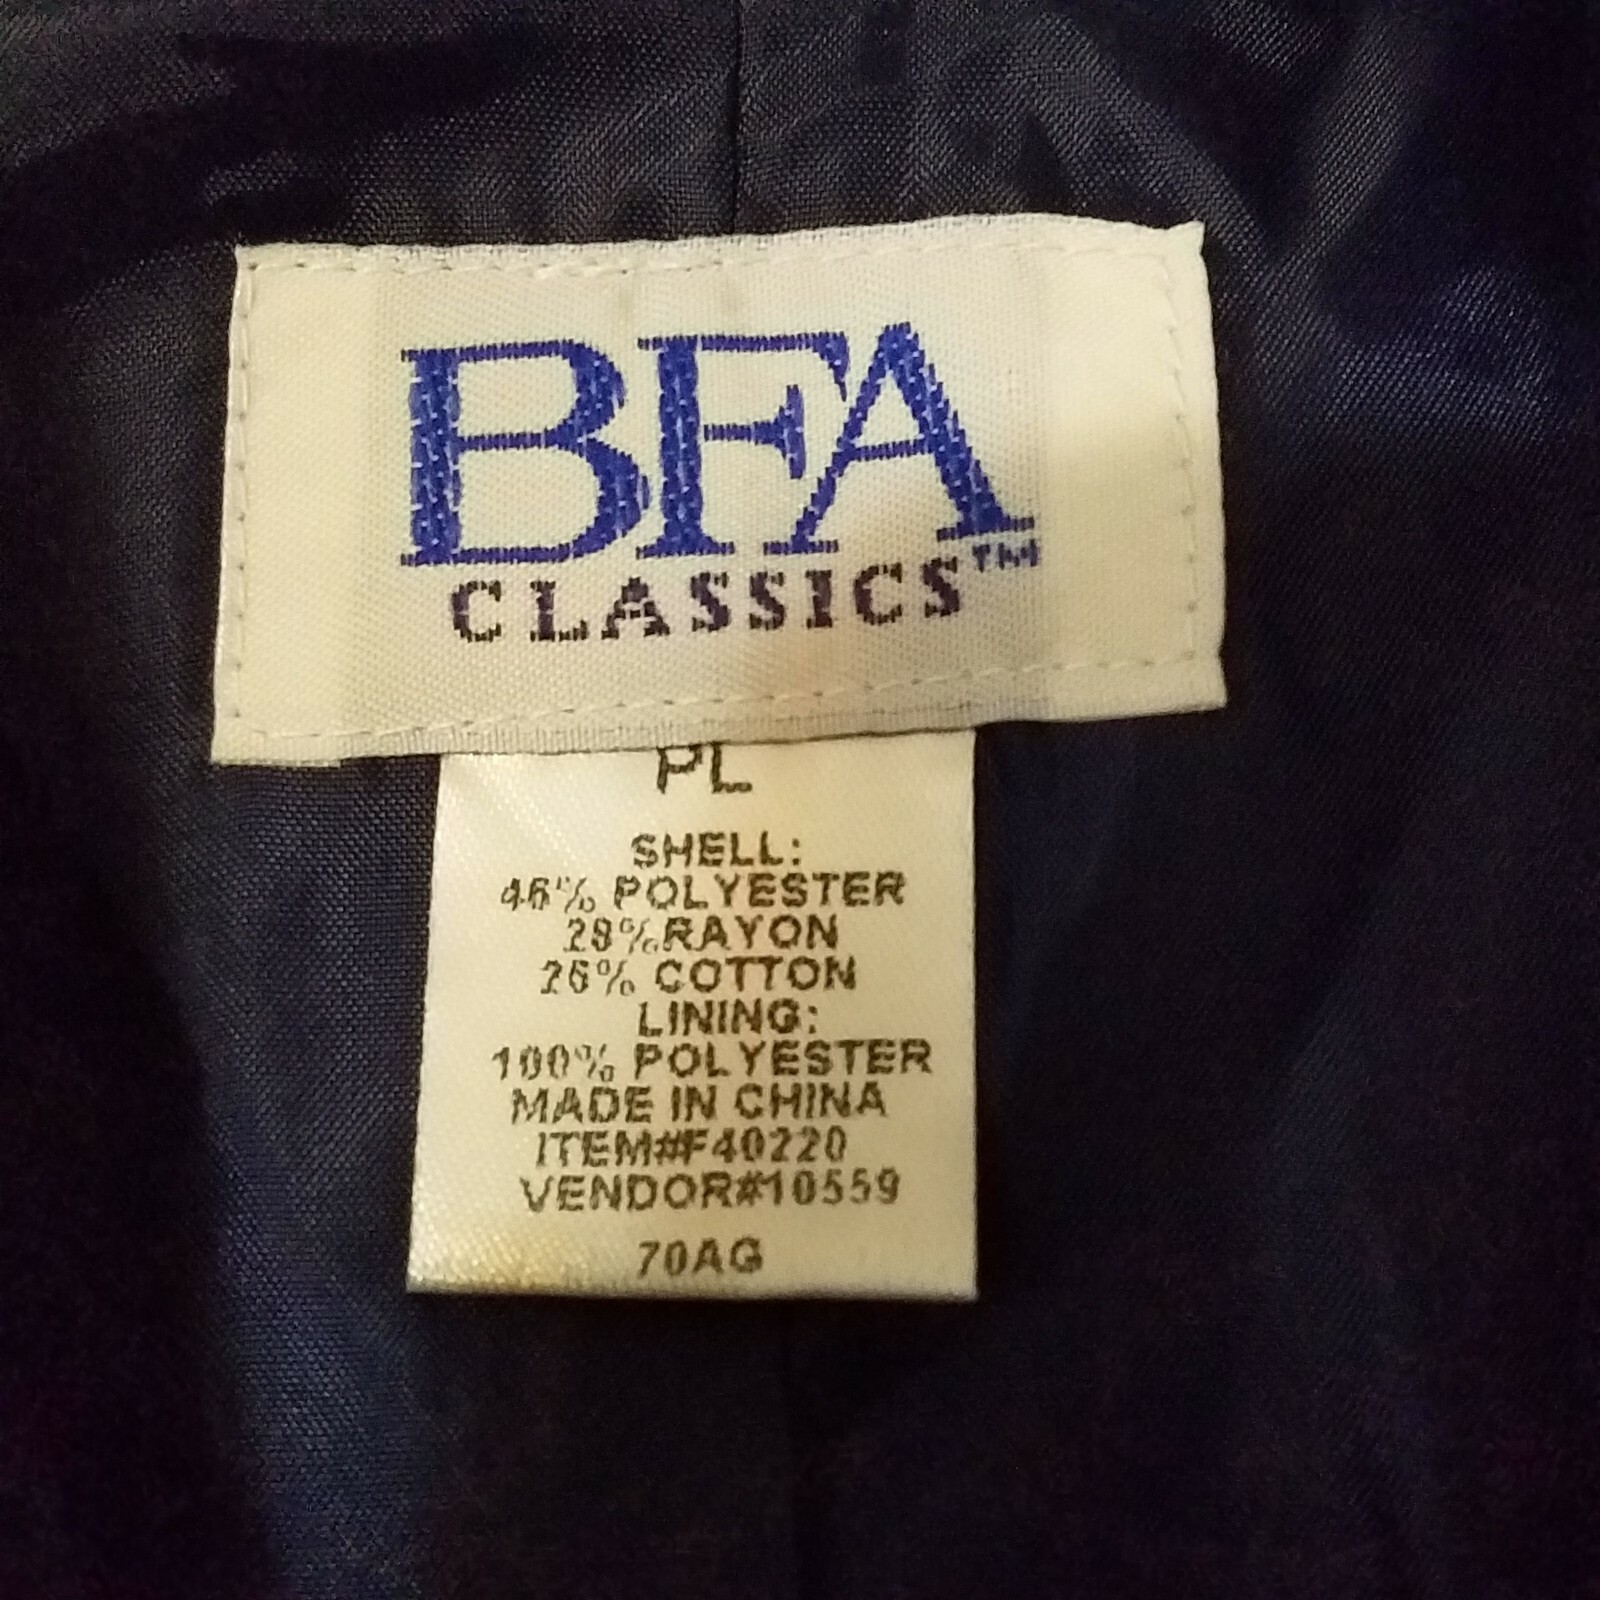 BFA
CLASSICS™
PL
SHELL:
46% POLYESTER
28% RAYON
26% COTTON
LINING:
100% POLYESTER
MADE IN CHINA
ITEM#F40220
VENDOR#10559
70AG